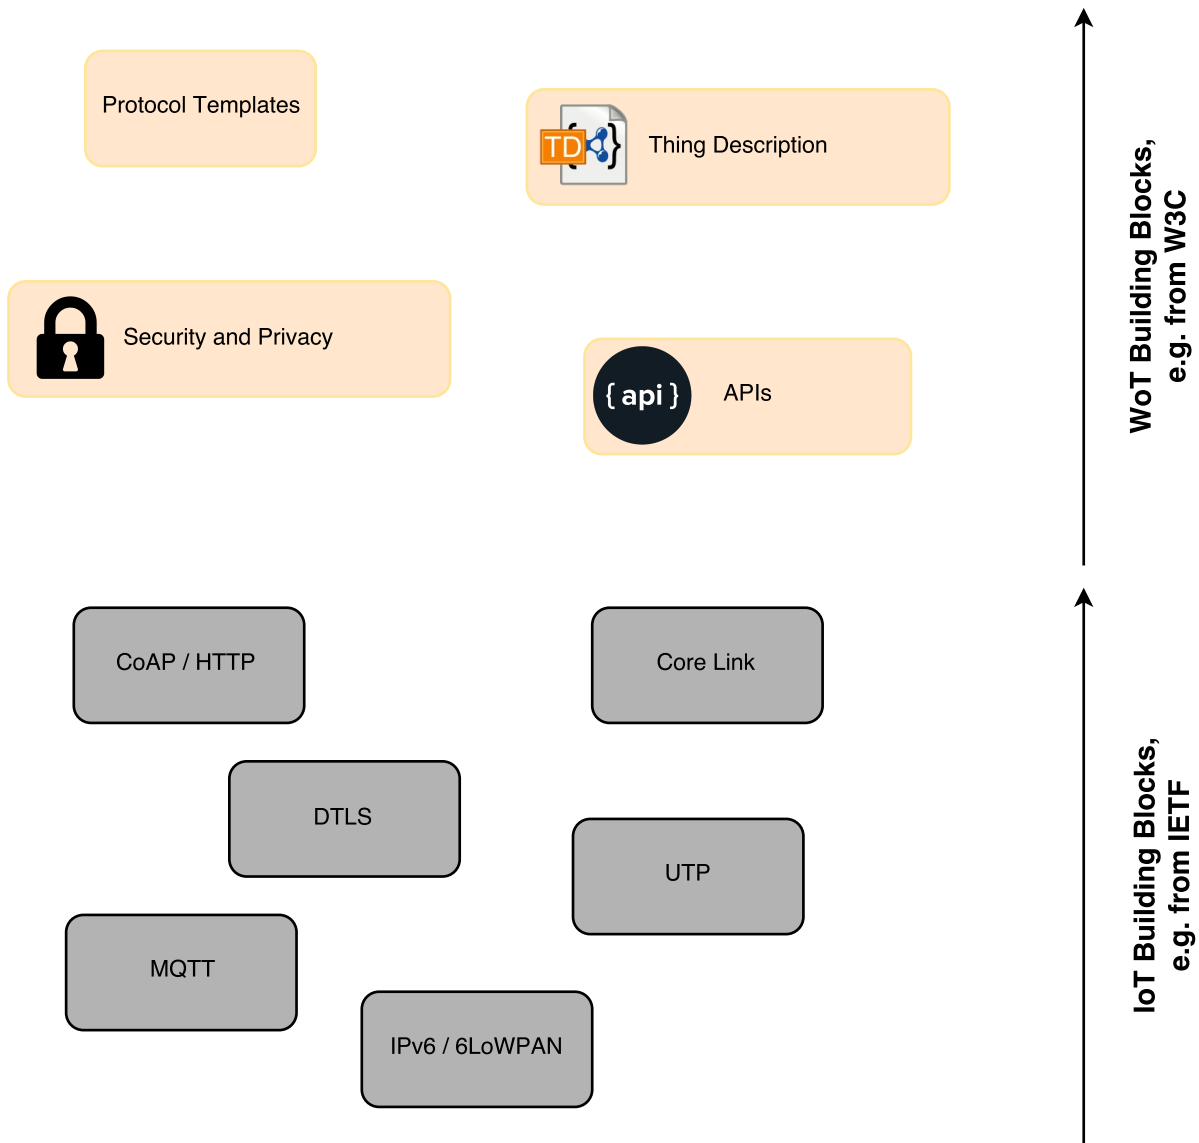 Protocol Templates
TD
{ }
Thing Description
Security and Privacy
{ api }
APIs
WoT Building Blocks,
e.g. from W3C
CoAP / HTTP
Core Link
DTLS
UTP
MQTT
IPv6 / 6LoWPAN
IoT Building Blocks,
e.g. from IETF